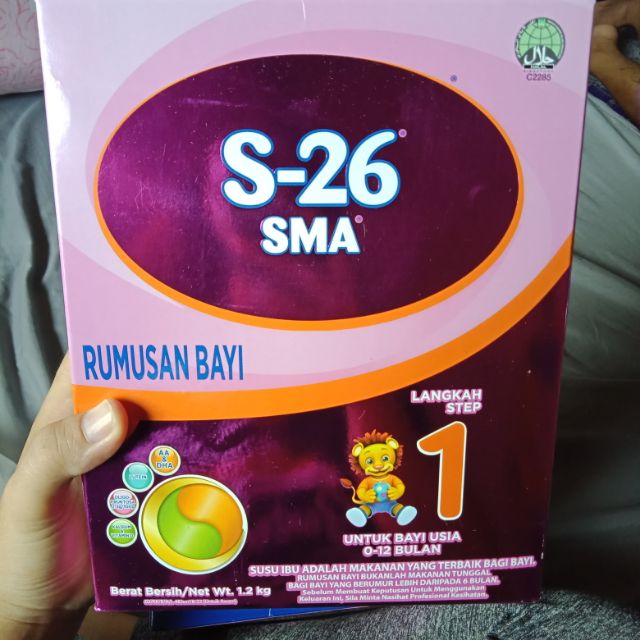 حلال
C2285
S-26
SMA
RUMUSAN BAYI
LANGKAH
STEP
1
AA
&
DHA
LUTEIN
UNTUK BAYI USIA
0-12 BULAN
SUSU IBU ADALAH MAKANAN YANG TERBAIK BAGI BAYI.
RUMUSAN BAYI BUKANLAH MAKANAN TUNGGAL
BAGI BAYI YANG BERUMUR LEBIH DARIPADA 6 BULAN.
Sebelum Membuat Keputusan Untuk Menggunakan
Keluaran Ini, Sila Minta Nasihat Profesional Kesihatan.
Berat Bersih/Net Wt. 1.2 kg